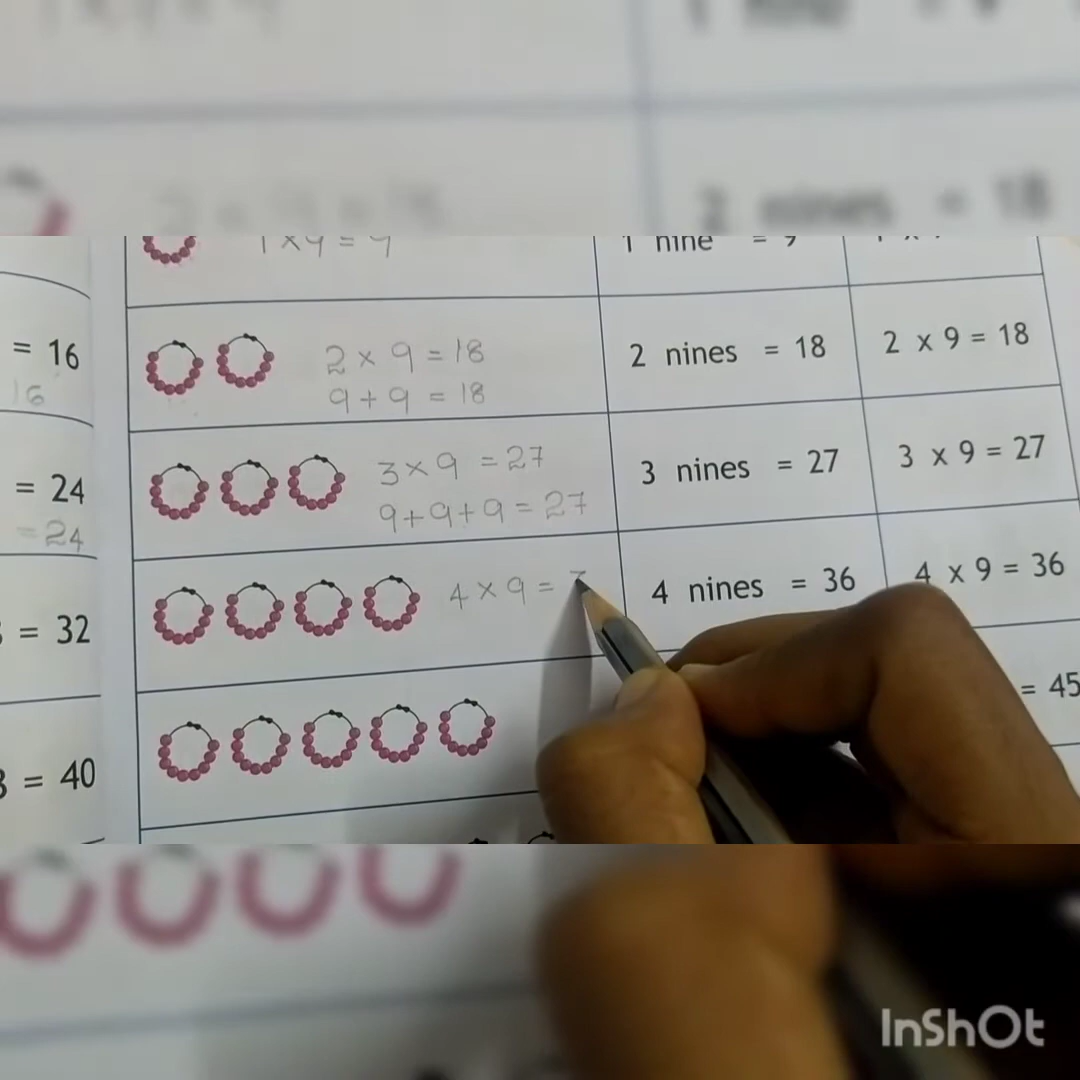 2 nines = 18
1 × 9 = 9
1 nine = 9
= 16
16
2 × 9 = 18
9 + 9 = 18
2 nines = 18
2 x 9 = 18
= 24
= 24
3 × 9 = 27
9 + 9 + 9 = 27
3 nines = 27
3 x 9 = 27
= 32
4 × 9 =
4 nines = 36
4 x 9 = 36
= 40
= 45
InShOt